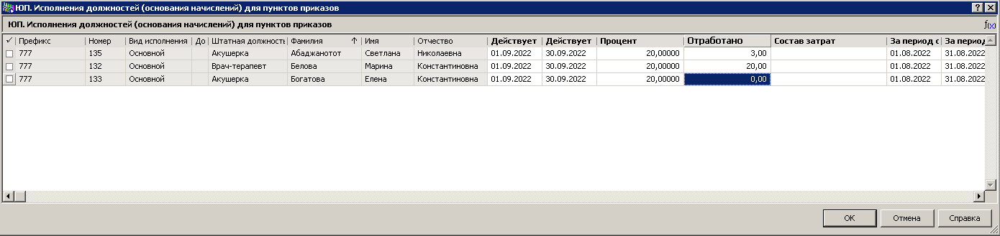 ЮП. Исполнения должностей (основания начислений) для пунктов приказов
ЮП. Исполнения должностей (основания начислений) для пунктов приказов f(x)
✓ Префикс Номер Вид исполнения До Штатная должность Фамилия ↑ Имя Отчество Действует Действует Процент Отработано Состав затрат За период с За период
777 135 Основной Акушерка Абаджанотот Светлана Николаевна 01.09.2022 30.09.2022 20,00000 3,00 01.08.2022 31.08.2022
777 132 Основной Врач-терапевт Белова Марина Константиновна 01.09.2022 30.09.2022 20,00000 20,00 01.08.2022 31.08.2022
777 133 Основной Акушерка Богатова Елена Константиновна 01.09.2022 30.09.2022 20,00000 0,00 01.08.2022 31.08.2022
OK Отмена Справка